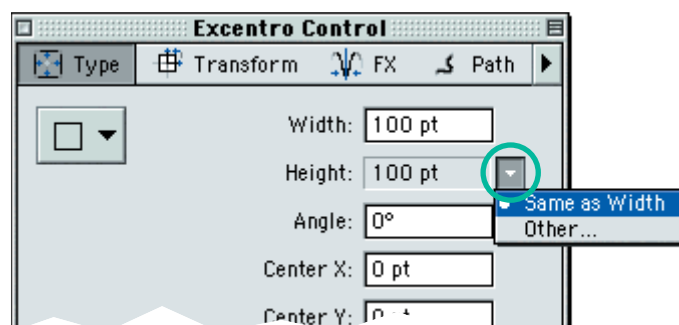 Excentro Control
Type Transform FX Path
Width: 100 pt
Height: 100 pt
Same as Width
Angle: 0°
Other...
Center X: 0 pt
Center Y: 0